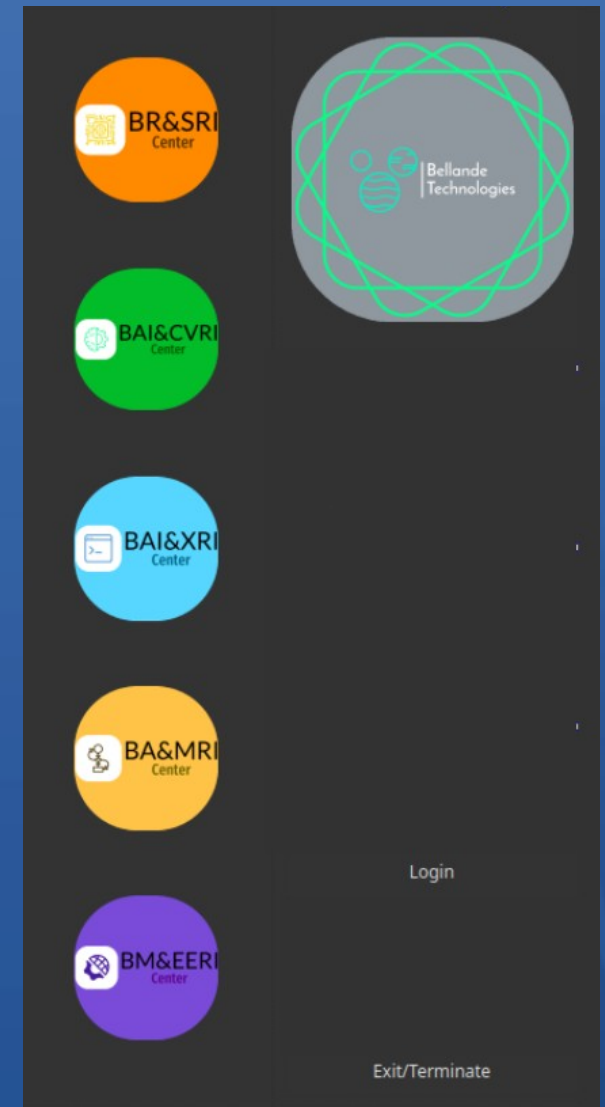 BR&SRI
Center
BAI&CVRI
Center
BAI&XRI
Center
BA&MRI
Center
BM&EERI
Center
Bellande
Technologies
Login
Exit/Terminate